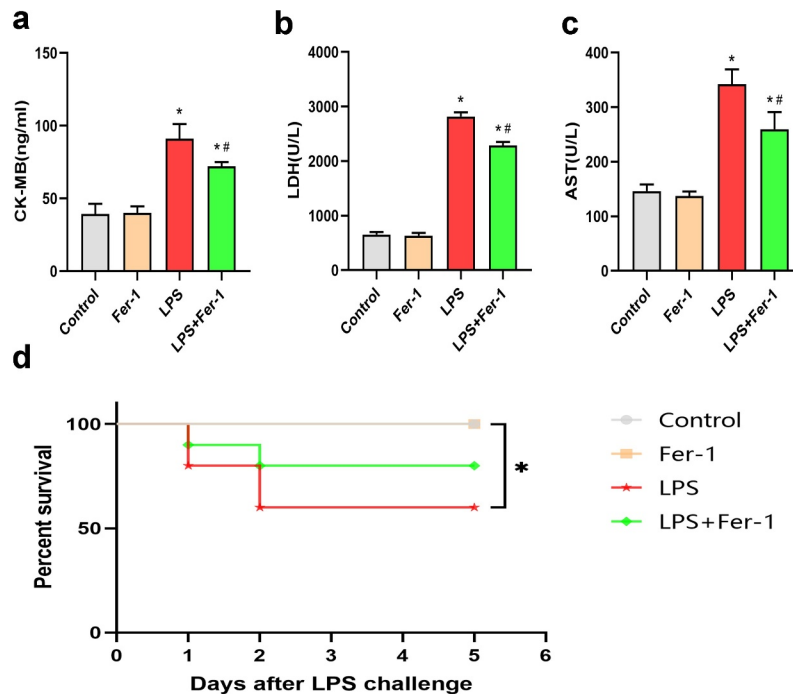 a
CK-MB(ng/ml)
150
100
50
0
*
*#
Control
Fer-1
LPS
LPS+Fer-1
b
LDH(U/L)
4000
3000
2000
1000
0
*
*#
Control
Fer-1
LPS
LPS+Fer-1
c
AST(U/L)
400
300
200
100
0
*
*#
Control
Fer-1
LPS
LPS+Fer-1
d
Percent survival
100
50
0
0 1 2 3 4 5 6
Days after LPS challenge
*
Control
Fer-1
LPS
LPS+Fer-1